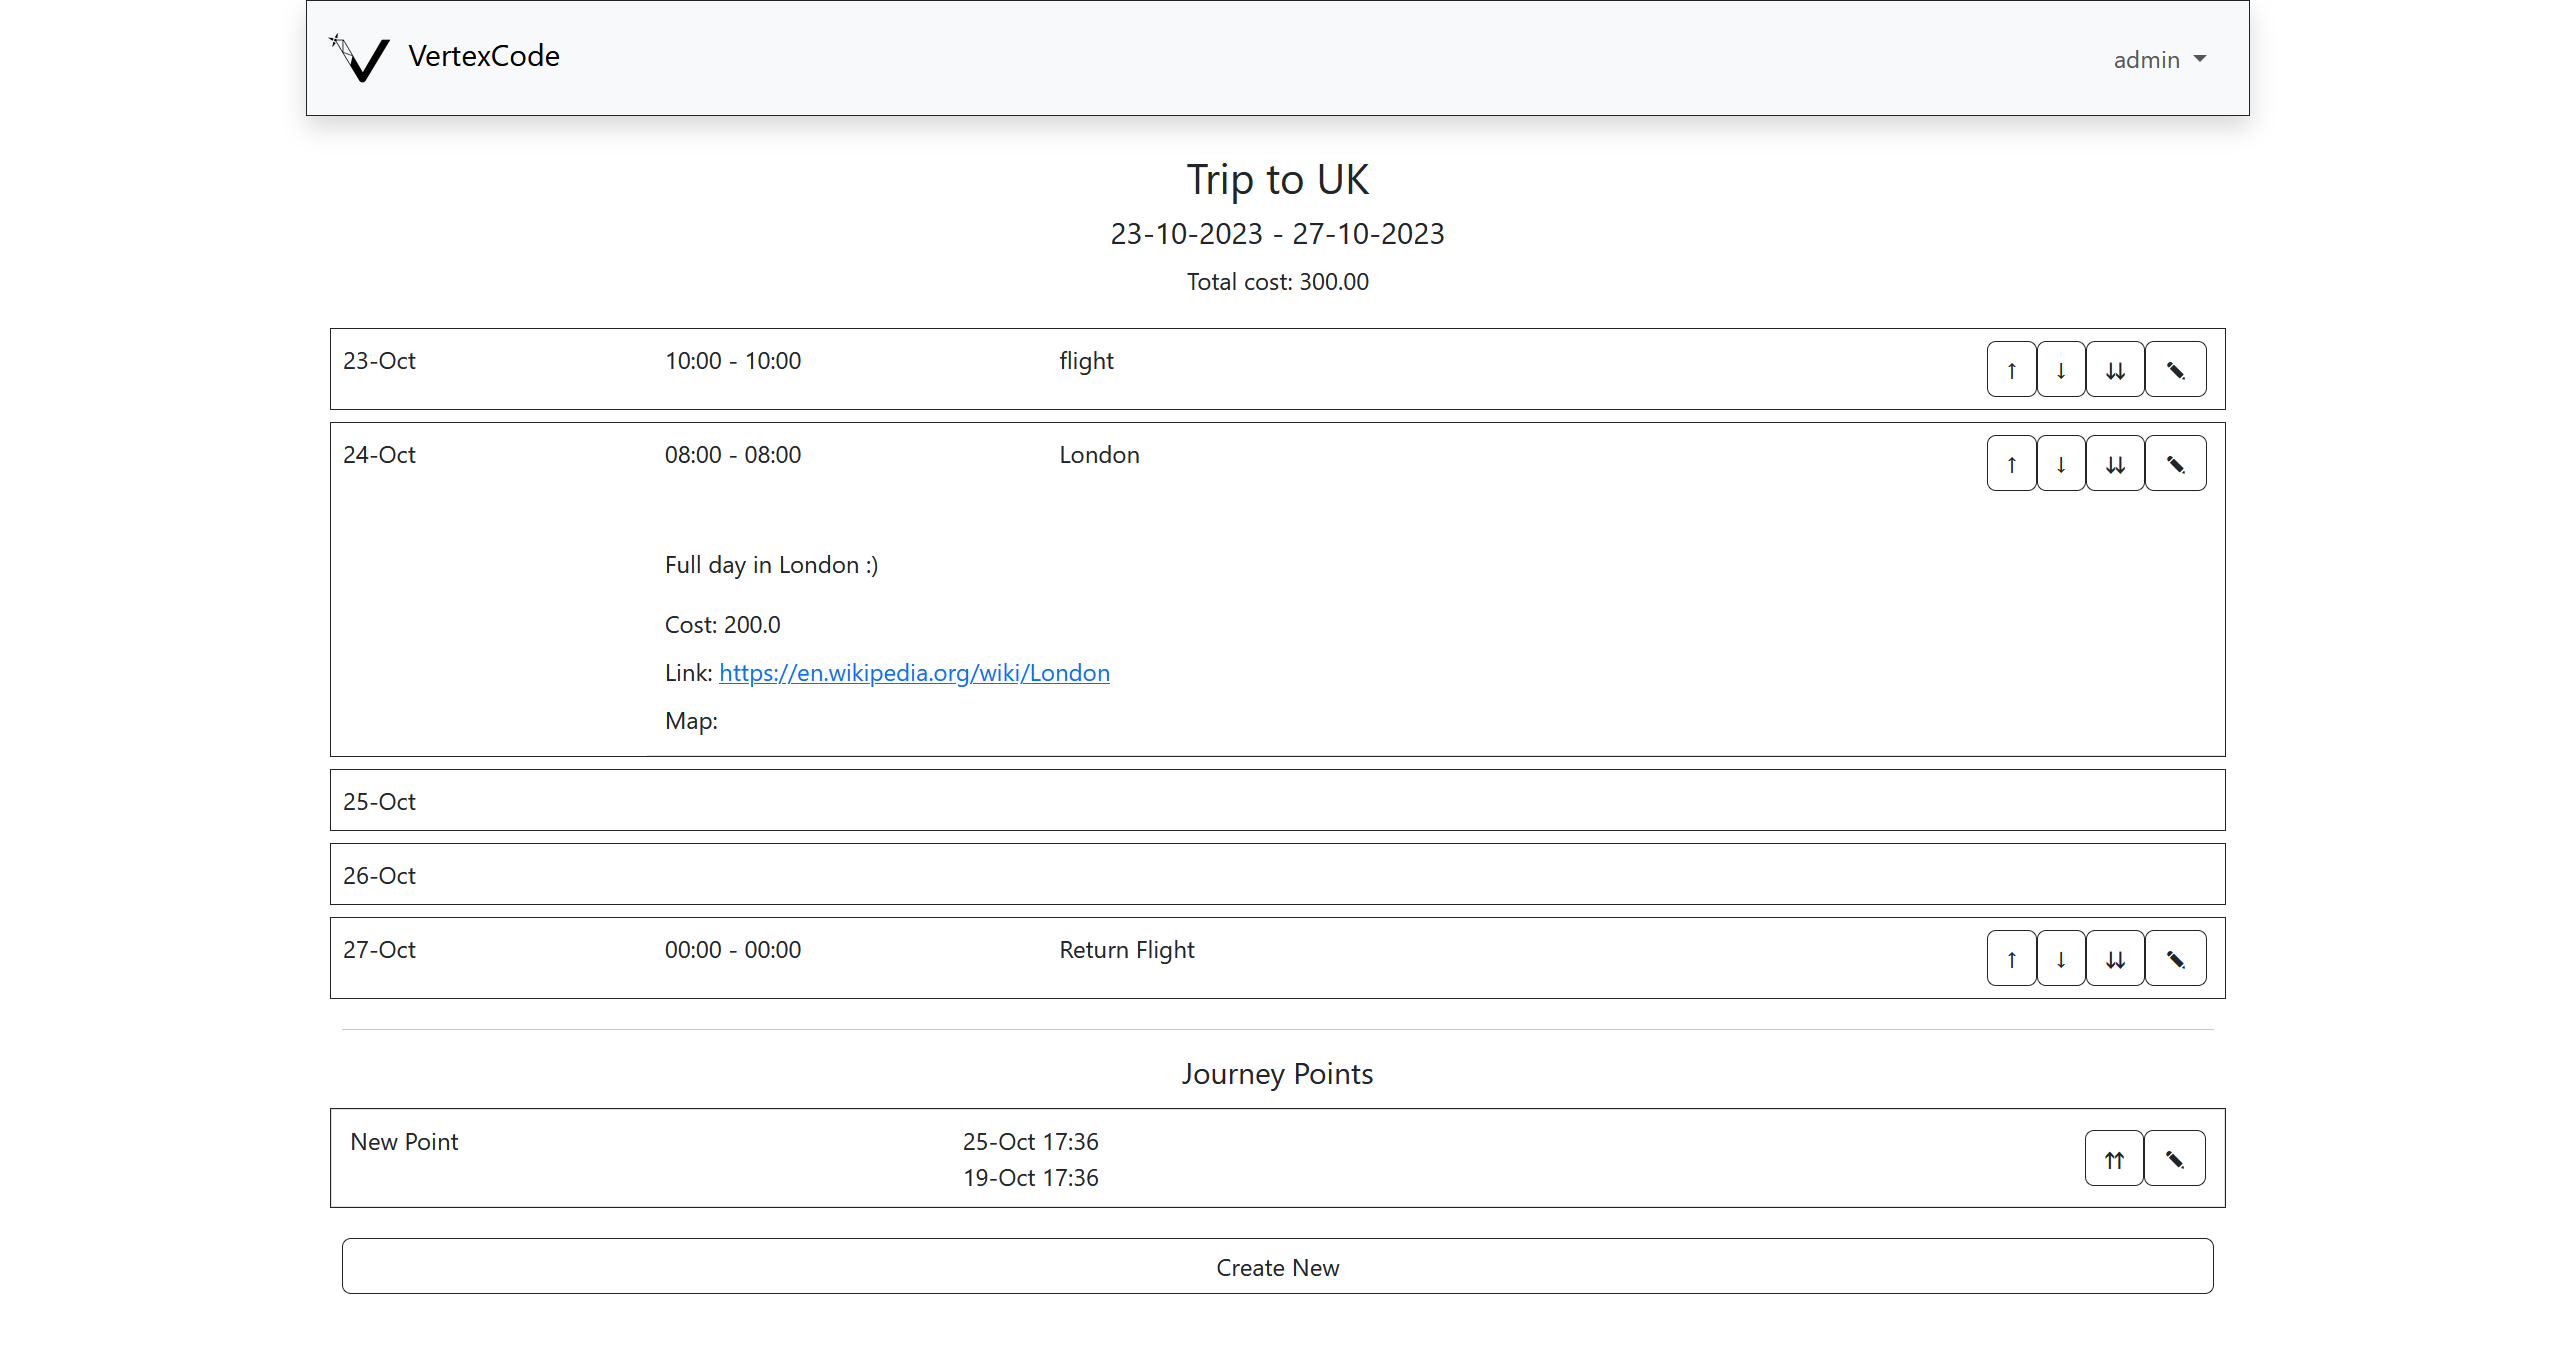 VertexCode
admin
Trip to UK
23-10-2023 - 27-10-2023
Total cost: 300.00
23-Oct 10:00 - 10:00 flight ↑ ↓ ⇊
24-Oct 08:00 - 08:00 London ↑ ↓ ⇊
Full day in London :)
Cost: 200.0
Link: https://en.wikipedia.org/wiki/London
Map:
25-Oct
26-Oct
27-Oct 00:00 - 00:00 Return Flight ↑ ↓ ⇊
Journey Points
New Point 25-Oct 17:36 ⇈
19-Oct 17:36
Create New